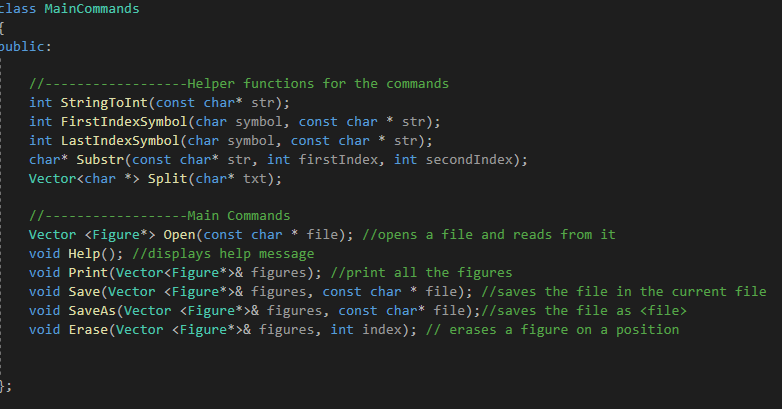 class MainCommands
{
public:
//------------------Helper functions for the commands
int StringToInt(const char* str);
int FirstIndexSymbol(char symbol, const char * str);
int LastIndexSymbol(char symbol, const char * str);
char* Substr(const char* str, int firstIndex, int secondIndex);
Vector<char *> Split(char* txt);
//------------------Main Commands
Vector <Figure*> Open(const char * file); //opens a file and reads from it
void Help(); //displays help message
void Print(Vector<Figure*>& figures); //print all the figures
void Save(Vector <Figure*>& figures, const char * file); //saves the file in the current file
void SaveAs(Vector <Figure*>& figures, const char* file);//saves the file as <file>
void Erase(Vector <Figure*>& figures, int index); // erases a figure on a position
};